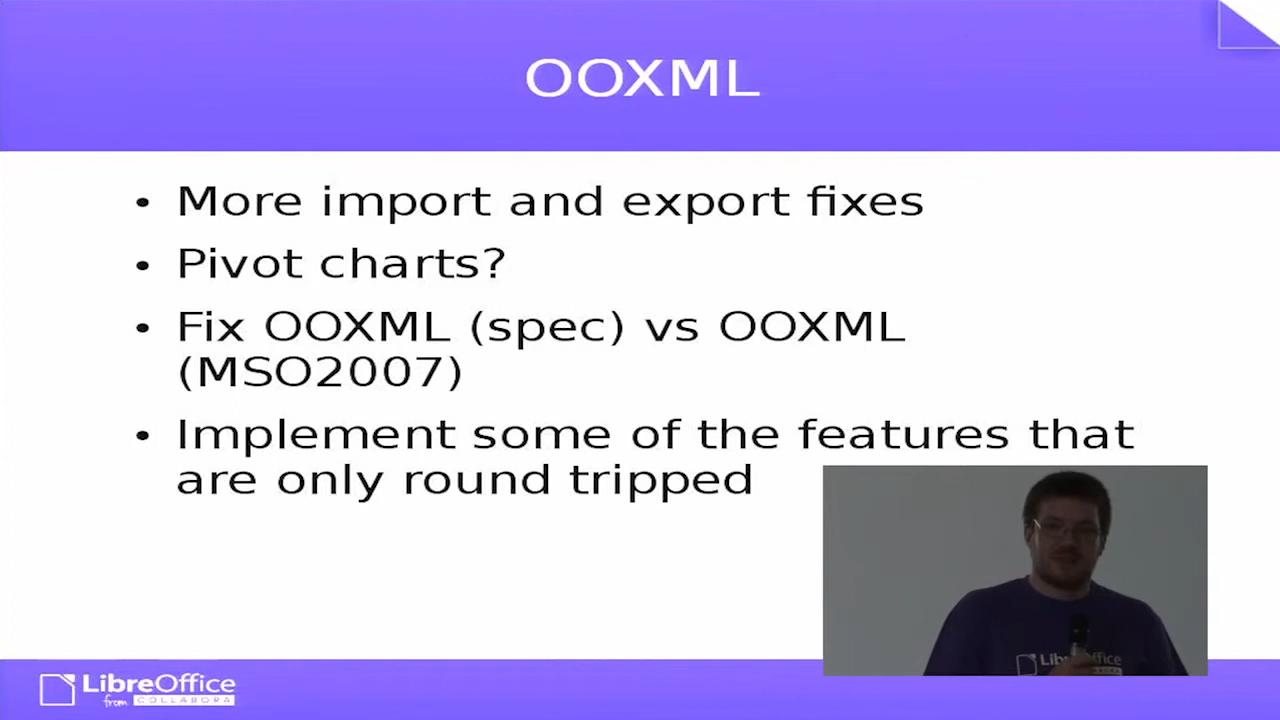 OOXML
• More import and export fixes
• Pivot charts?
• Fix OOXML (spec) vs OOXML
(MSO2007)
• Implement some of the features that
are only round tripped
LibreOffice
LibreOffice
from COLLABORA